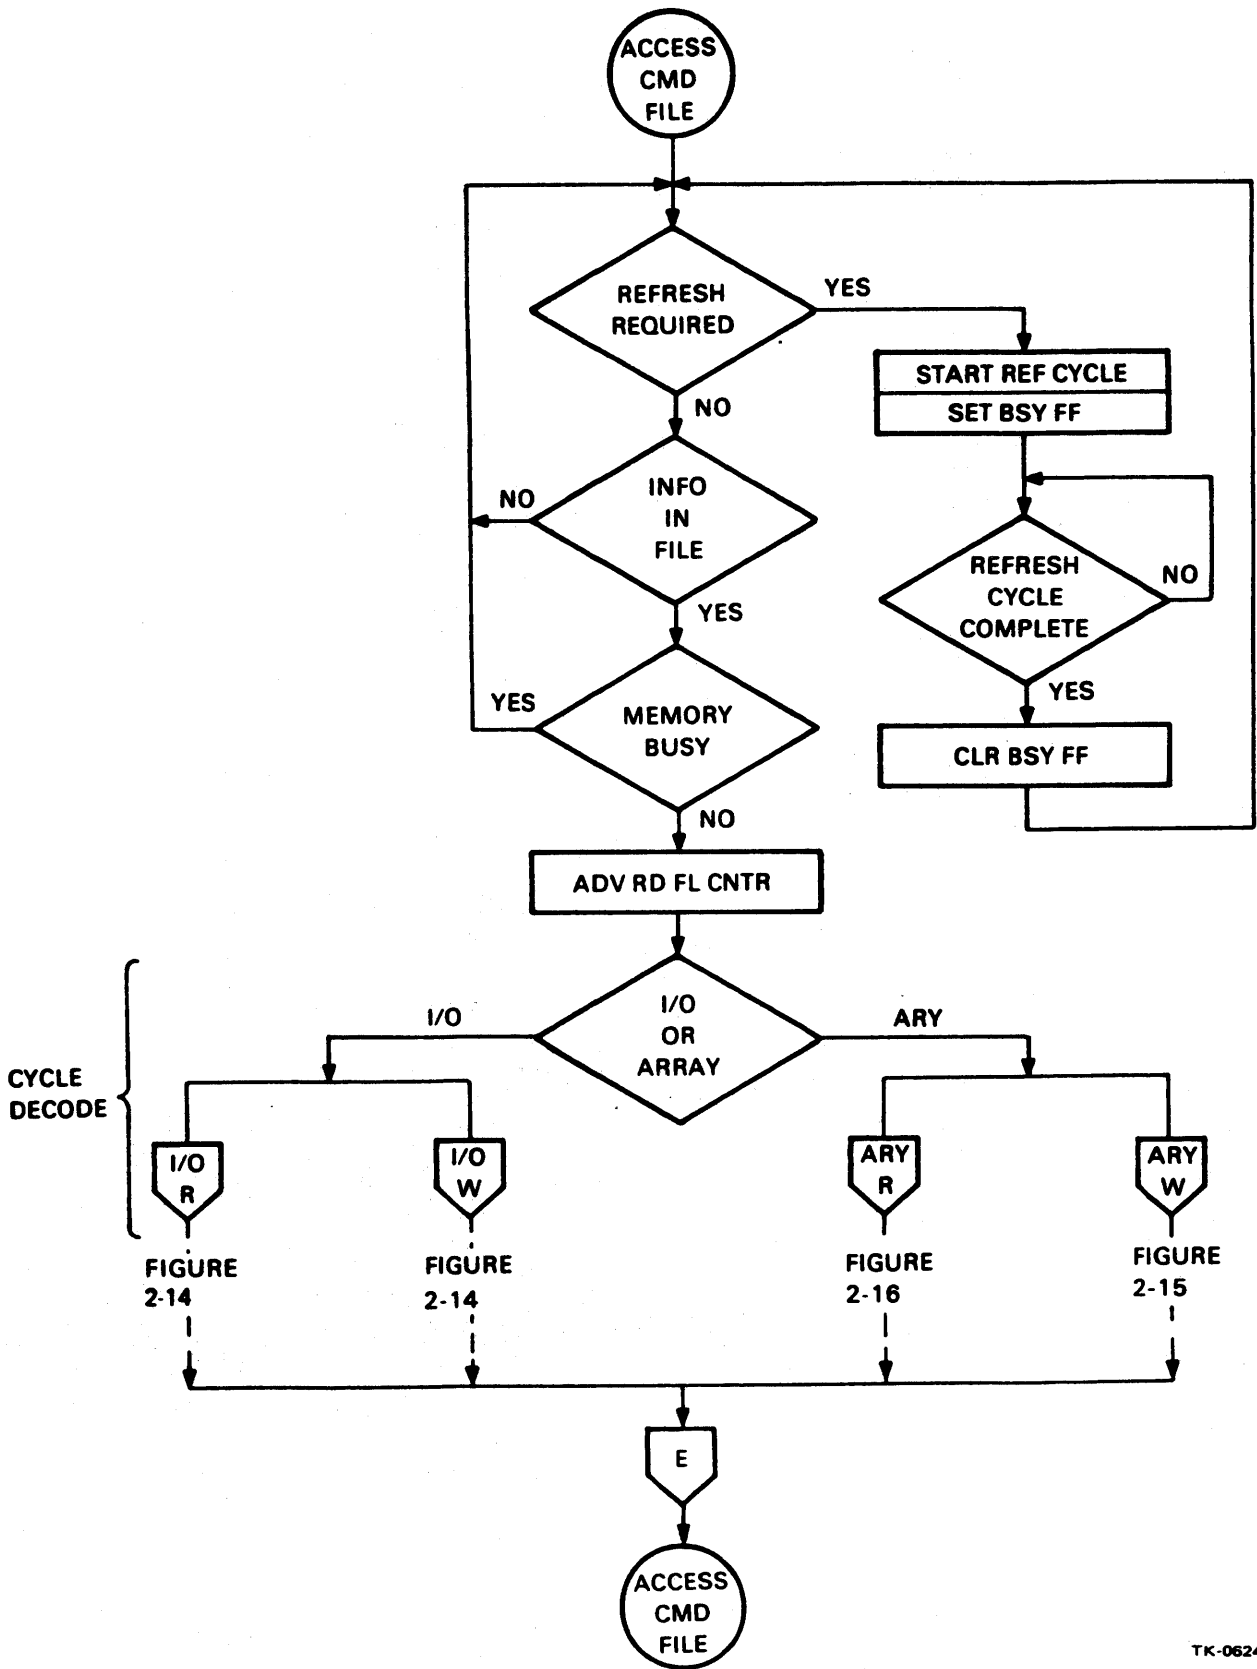 ACCESS
CMD
FILE
REFRESH
REQUIRED
YES
START REF CYCLE
SET BSY FF
NO
INFO
IN
FILE
NO
REFRESH
CYCLE
COMPLETE
NO
YES
YES
MEMORY
BUSY
YES
CLR BSY FF
NO
ADV RD FL CNTR
I/O
OR
ARRAY
I/O
ARY
CYCLE
DECODE
I/O
R
I/O
W
ARY
R
ARY
W
FIGURE
2-14
FIGURE
2-14
FIGURE
2-16
FIGURE
2-15
E
ACCESS
CMD
FILE
TK-0624